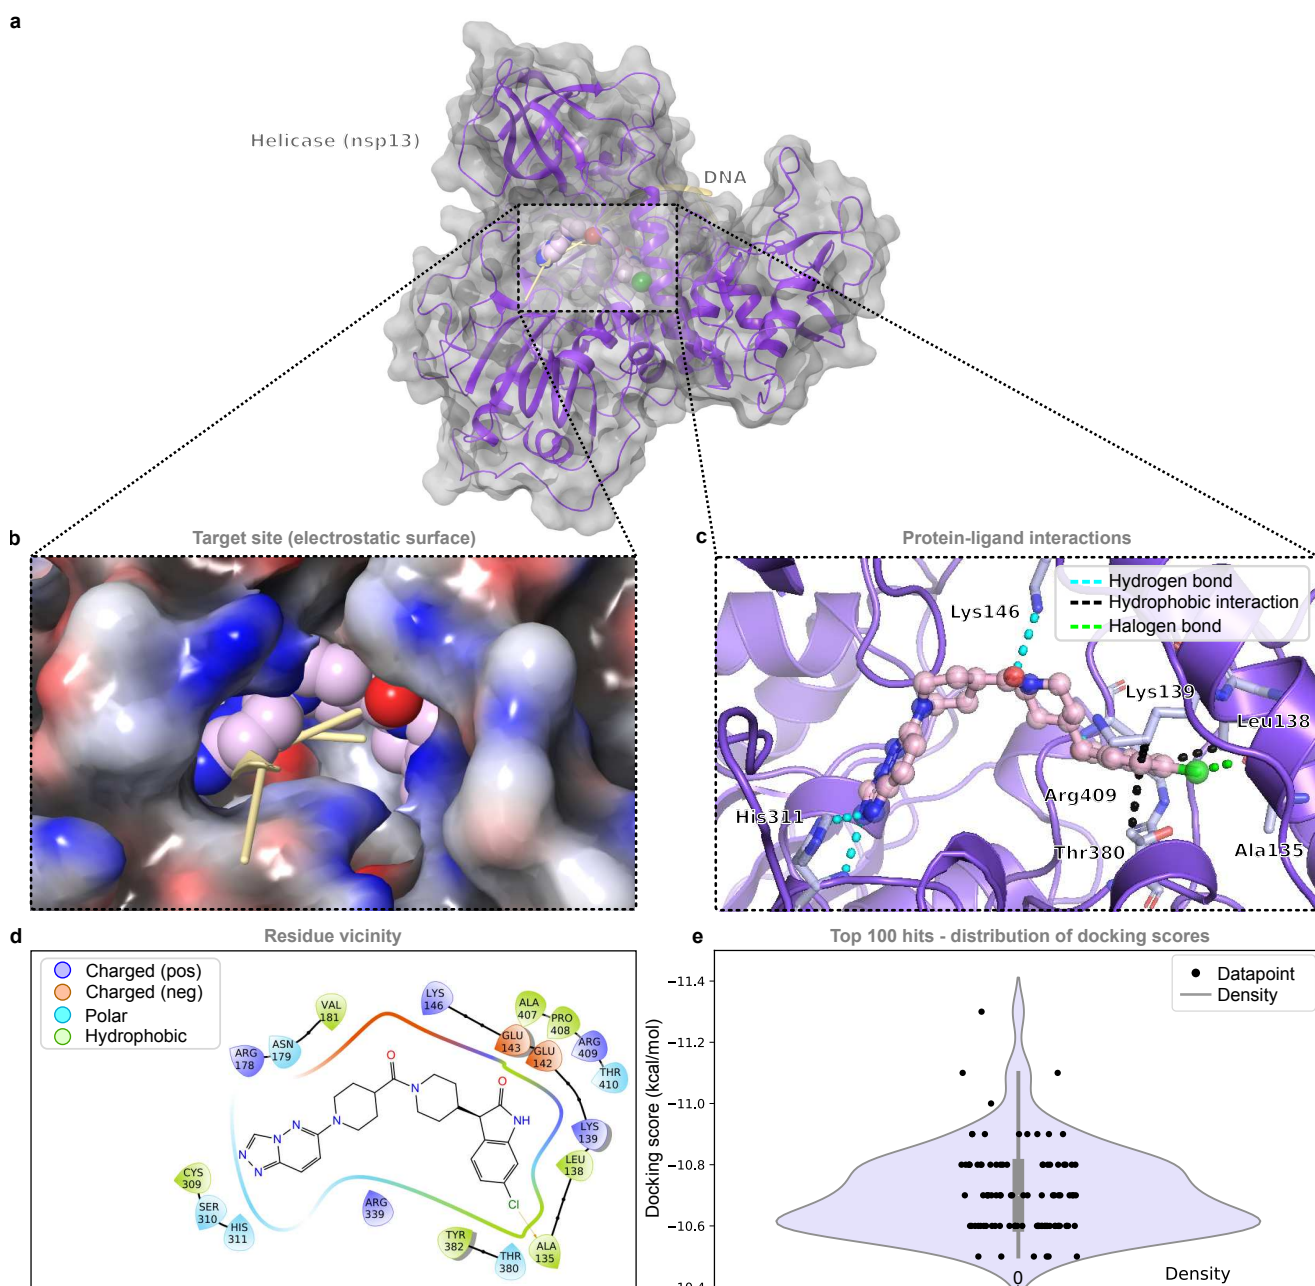 a
Helicase (nsp13)
DNA
b
Target site (electrostatic surface)
c
Protein-ligand interactions
Hydrogen bond
Hydrophobic interaction
Halogen bond
Lys146
Lys139
Leu138
Arg409
His311
Thr380
Ala135
d
Residue vicinity
Charged (pos)
Charged (neg)
Polar
Hydrophobic
VAL
181
ASN
179
ARG
178
LYS
146
GLU
143
GLU
142
ALA
407
PRO
408
ARG
409
THR
410
LYS
139
LEU
138
ALA
135
THR
380
TYR
382
ARG
339
CYS
309
SER
310
HIS
311
O
N
N
N
N
N
N
O
NH
Cl
e
Top 100 hits - distribution of docking scores
Datapoint
Density
Docking score (kcal/mol)
−11.4
−11.2
−11.0
−10.8
−10.6
−10.4
0
Density